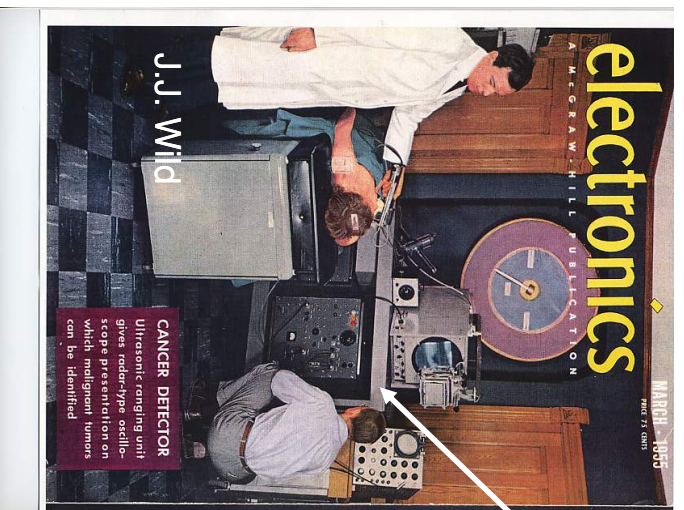 electronics
A McGRAW-HILL PUBLICATION
MARCH • 1955
PRICE 75 CENTS
J.J. Wild
CANCER DETECTOR
Ultrasonic ranging unit
gives radar-type oscillo-
scope presentation on
which malignant tumors
can be identified